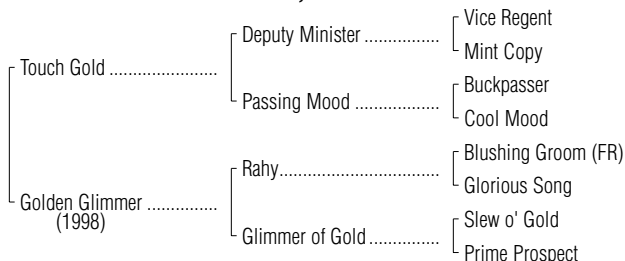 Vice Regent
Deputy Minister ................
Mint Copy
Touch Gold .......................
Buckpasser
Passing Mood ..................
Cool Mood
Blushing Groom (FR)
Rahy..................................
Glorious Song
Golden Glimmer ...............
(1998)
Slew o' Gold
Glimmer of Gold...............
Prime Prospect